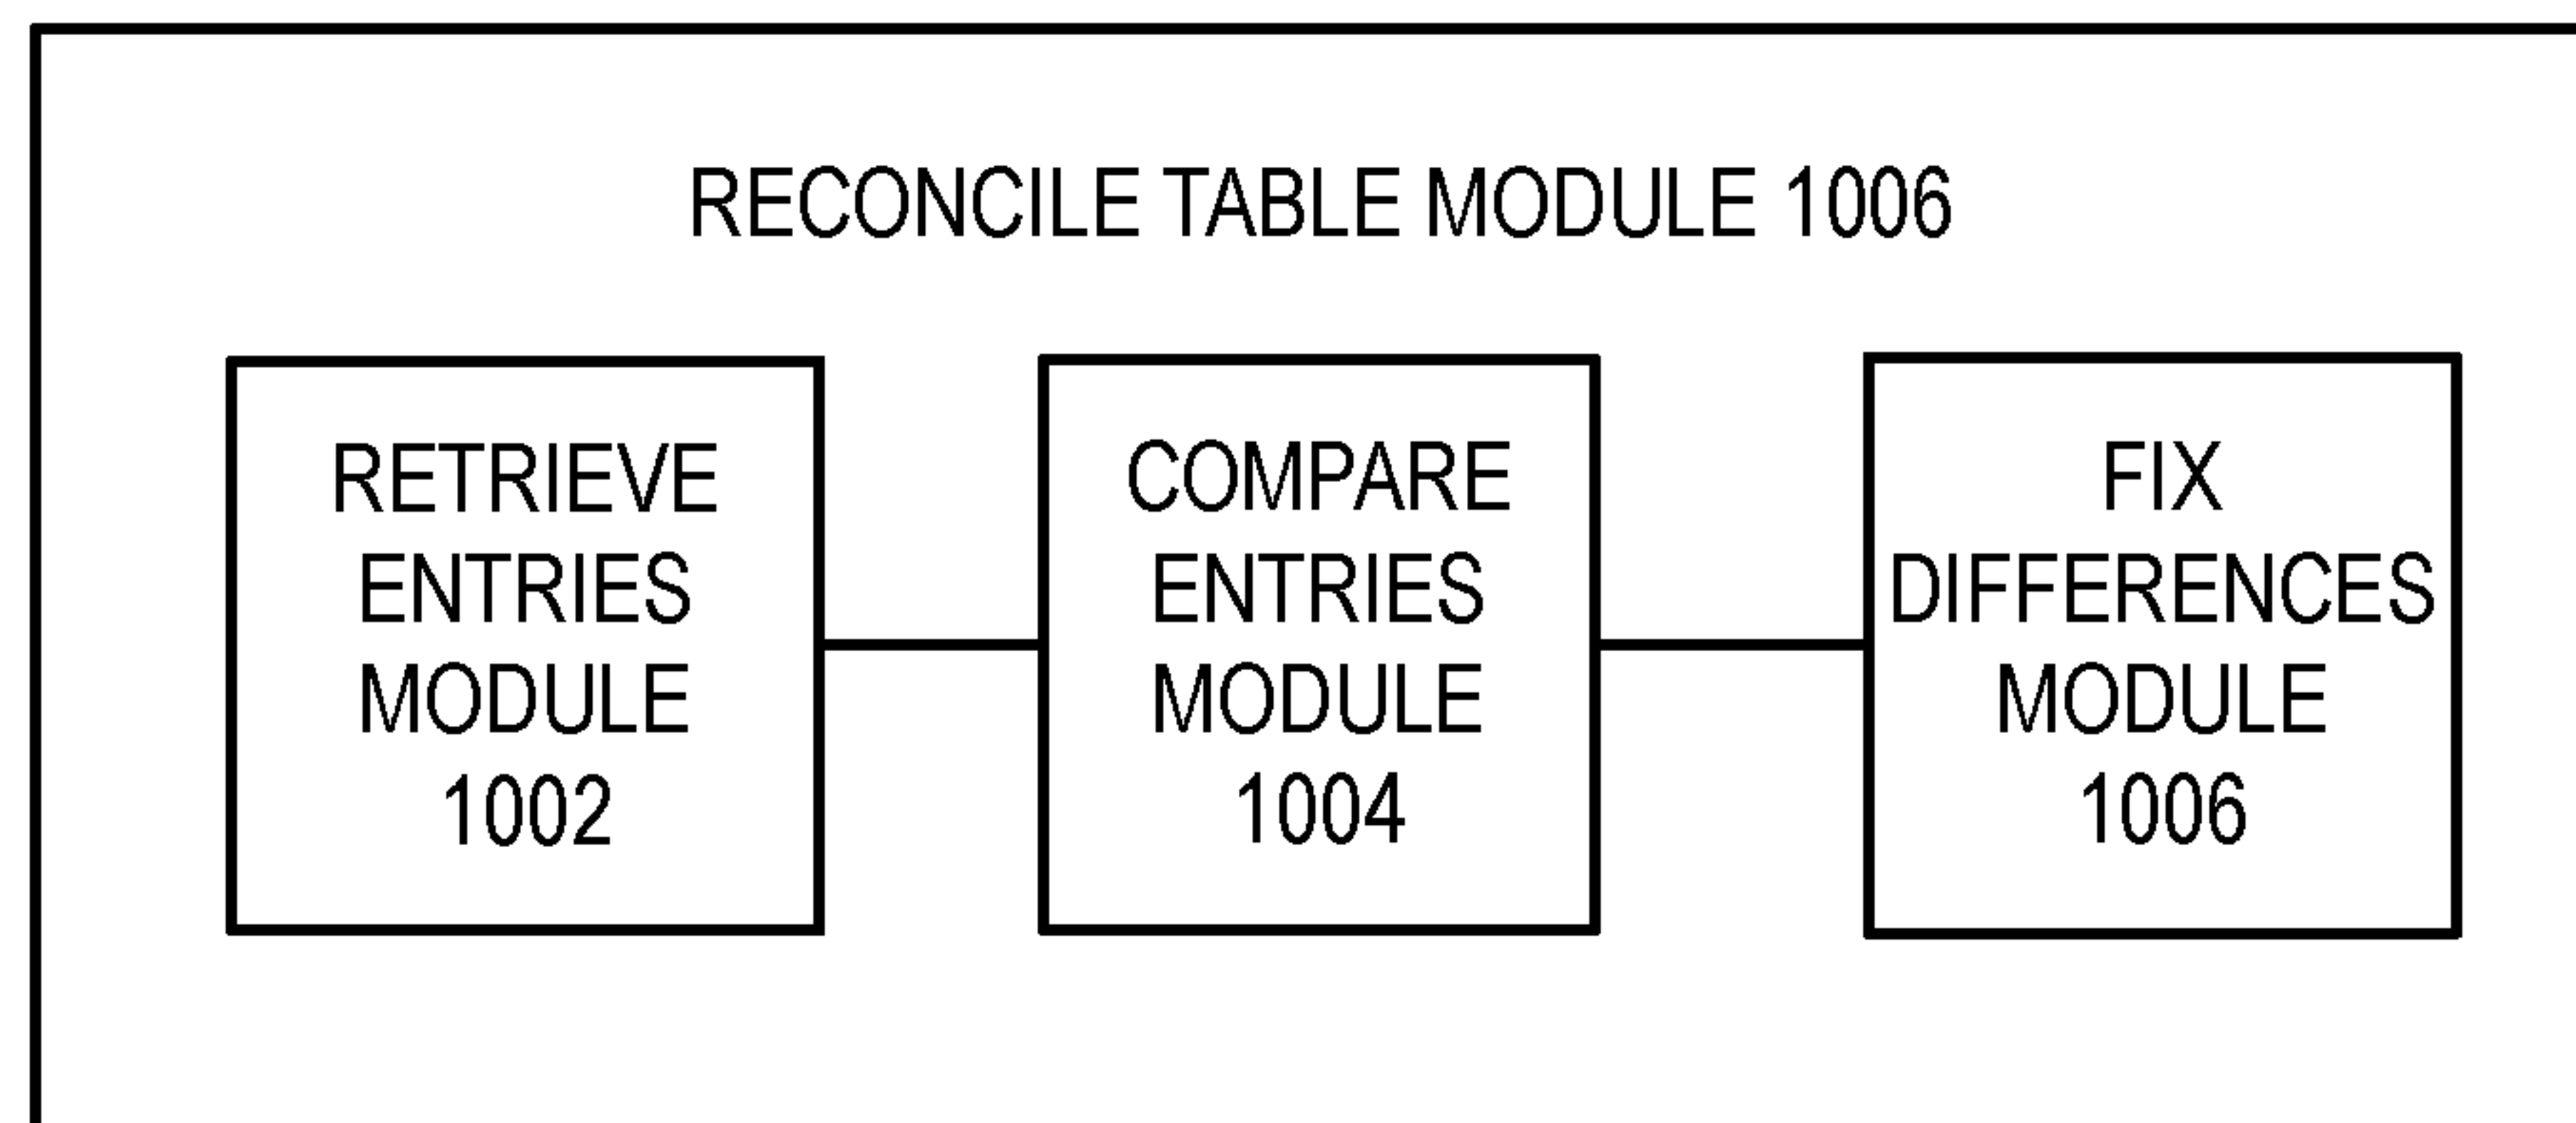 RECONCILE TABLE MODULE 1006
RETRIEVE
ENTRIES
MODULE
1002
COMPARE
ENTRIES
MODULE
1004
FIX
DIFFERENCES
MODULE
1006